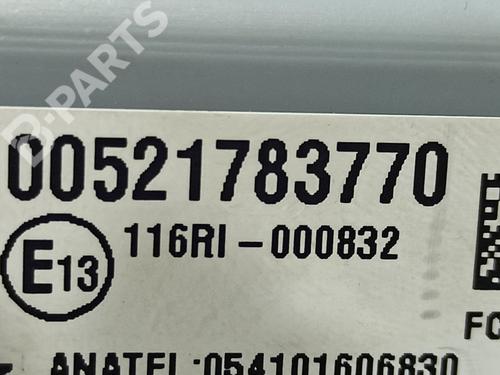 B-PARTS
00521783770
116RI-000832
E13
FC
ANATEL:054101606830